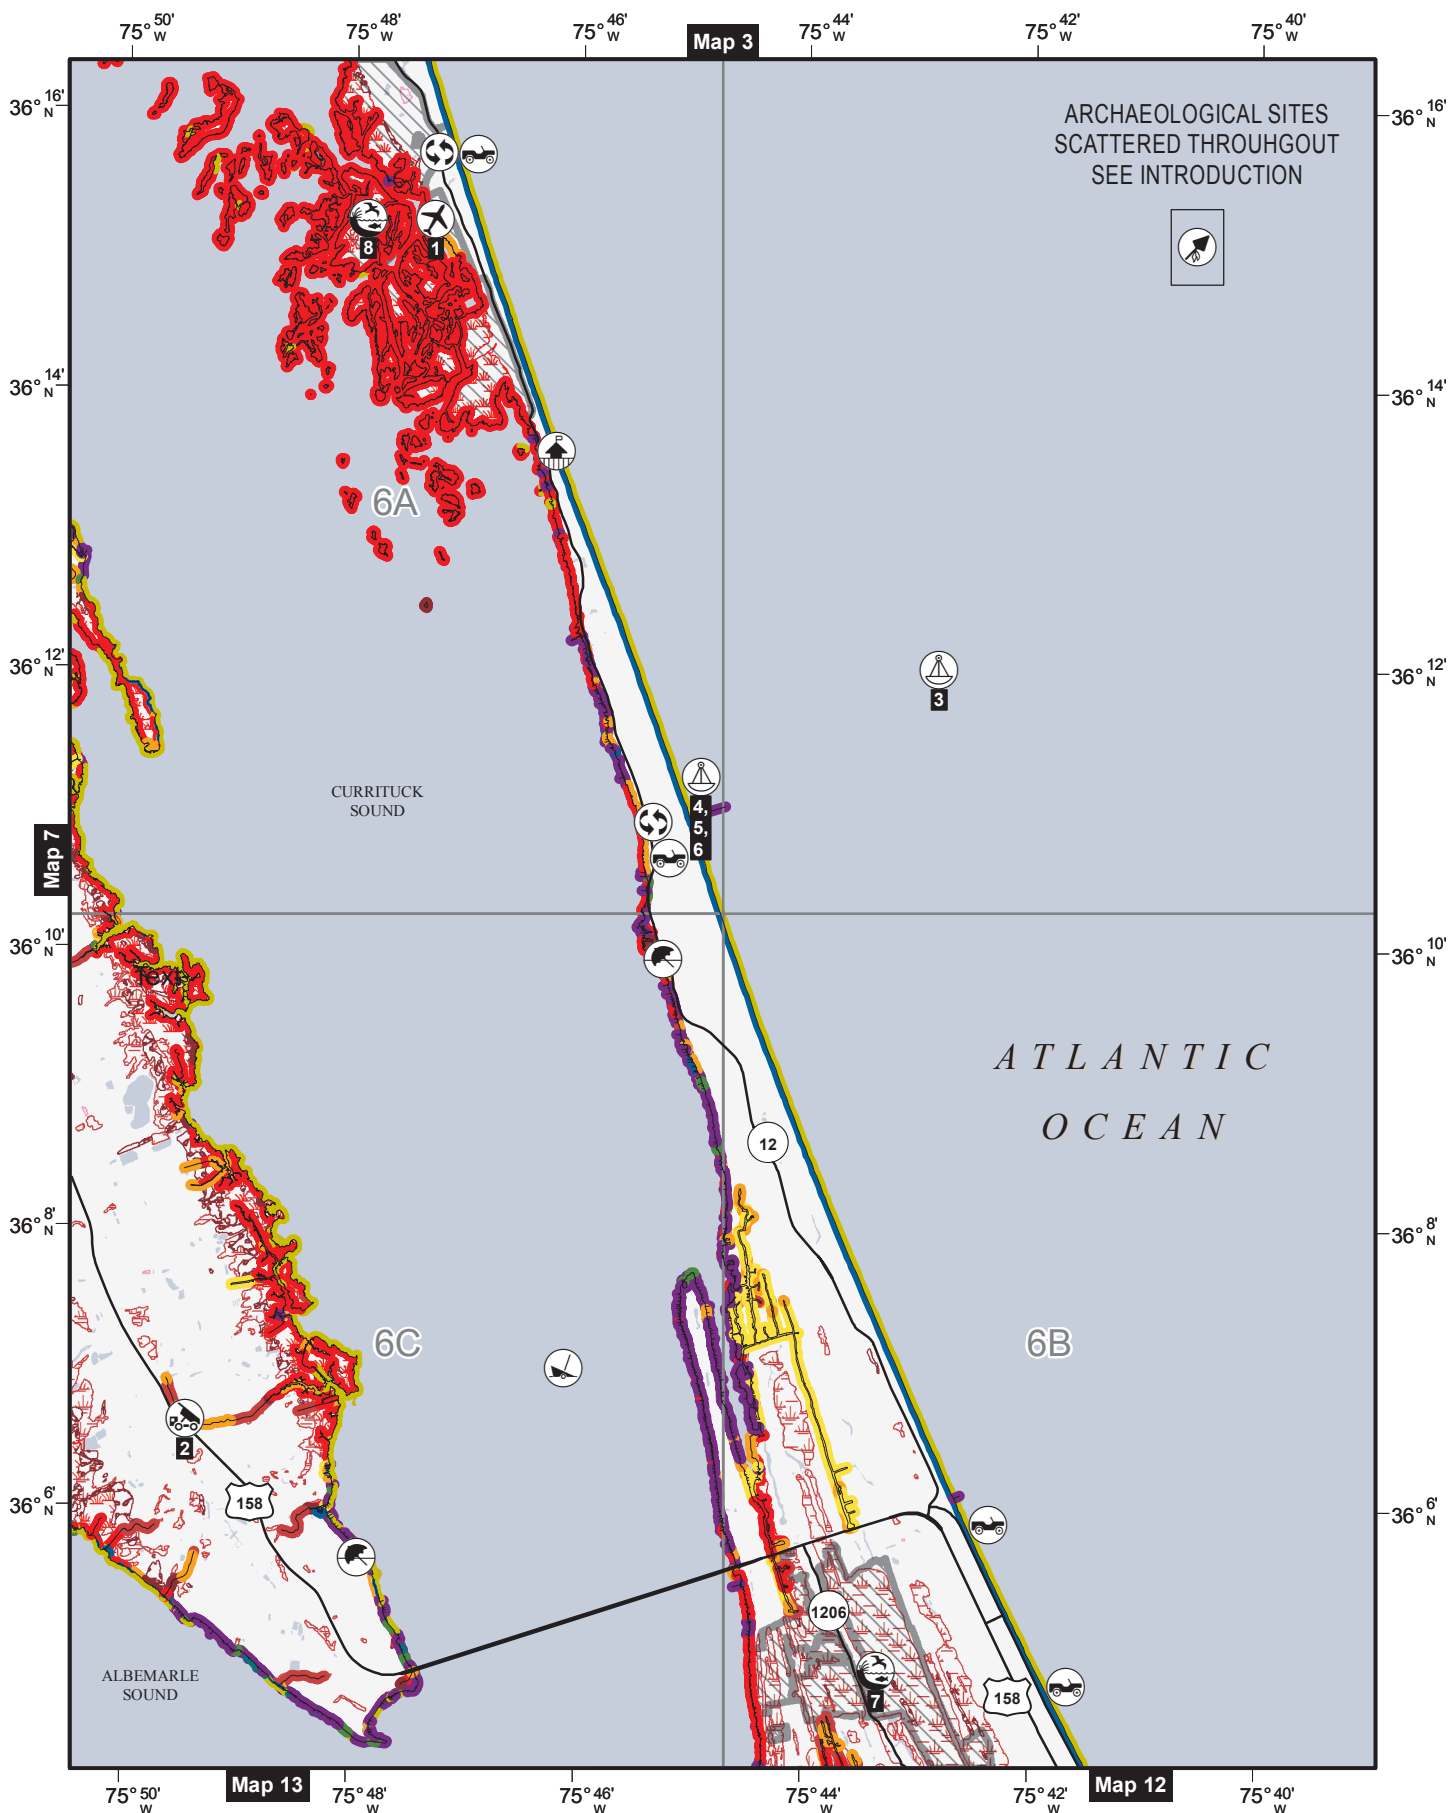 75° 50' W
75° 48' W
75° 46' W
Map 3
75° 44' W
75° 42' W
75° 40' W
36° 16' N
36° 16' N
ARCHAEOLOGICAL SITES
SCATTERED THROUHGOUT
SEE INTRODUCTION
8
1
36° 14' N
36° 14' N
6A
36° 12' N
36° 12' N
3
CURRITUCK
SOUND
4,
5,
6
Map 7
36° 10' N
36° 10' N
Text
ATLANTIC
OCEAN
12
36° 8' N
36° 8' N
6C
6B
2
158
36° 6' N
36° 6' N
1206
ALBEMARLE
SOUND
7
158
75° 50' W
Map 13
75° 48' W
75° 46' W
75° 44' W
75° 42' W
Map 12
75° 40' W